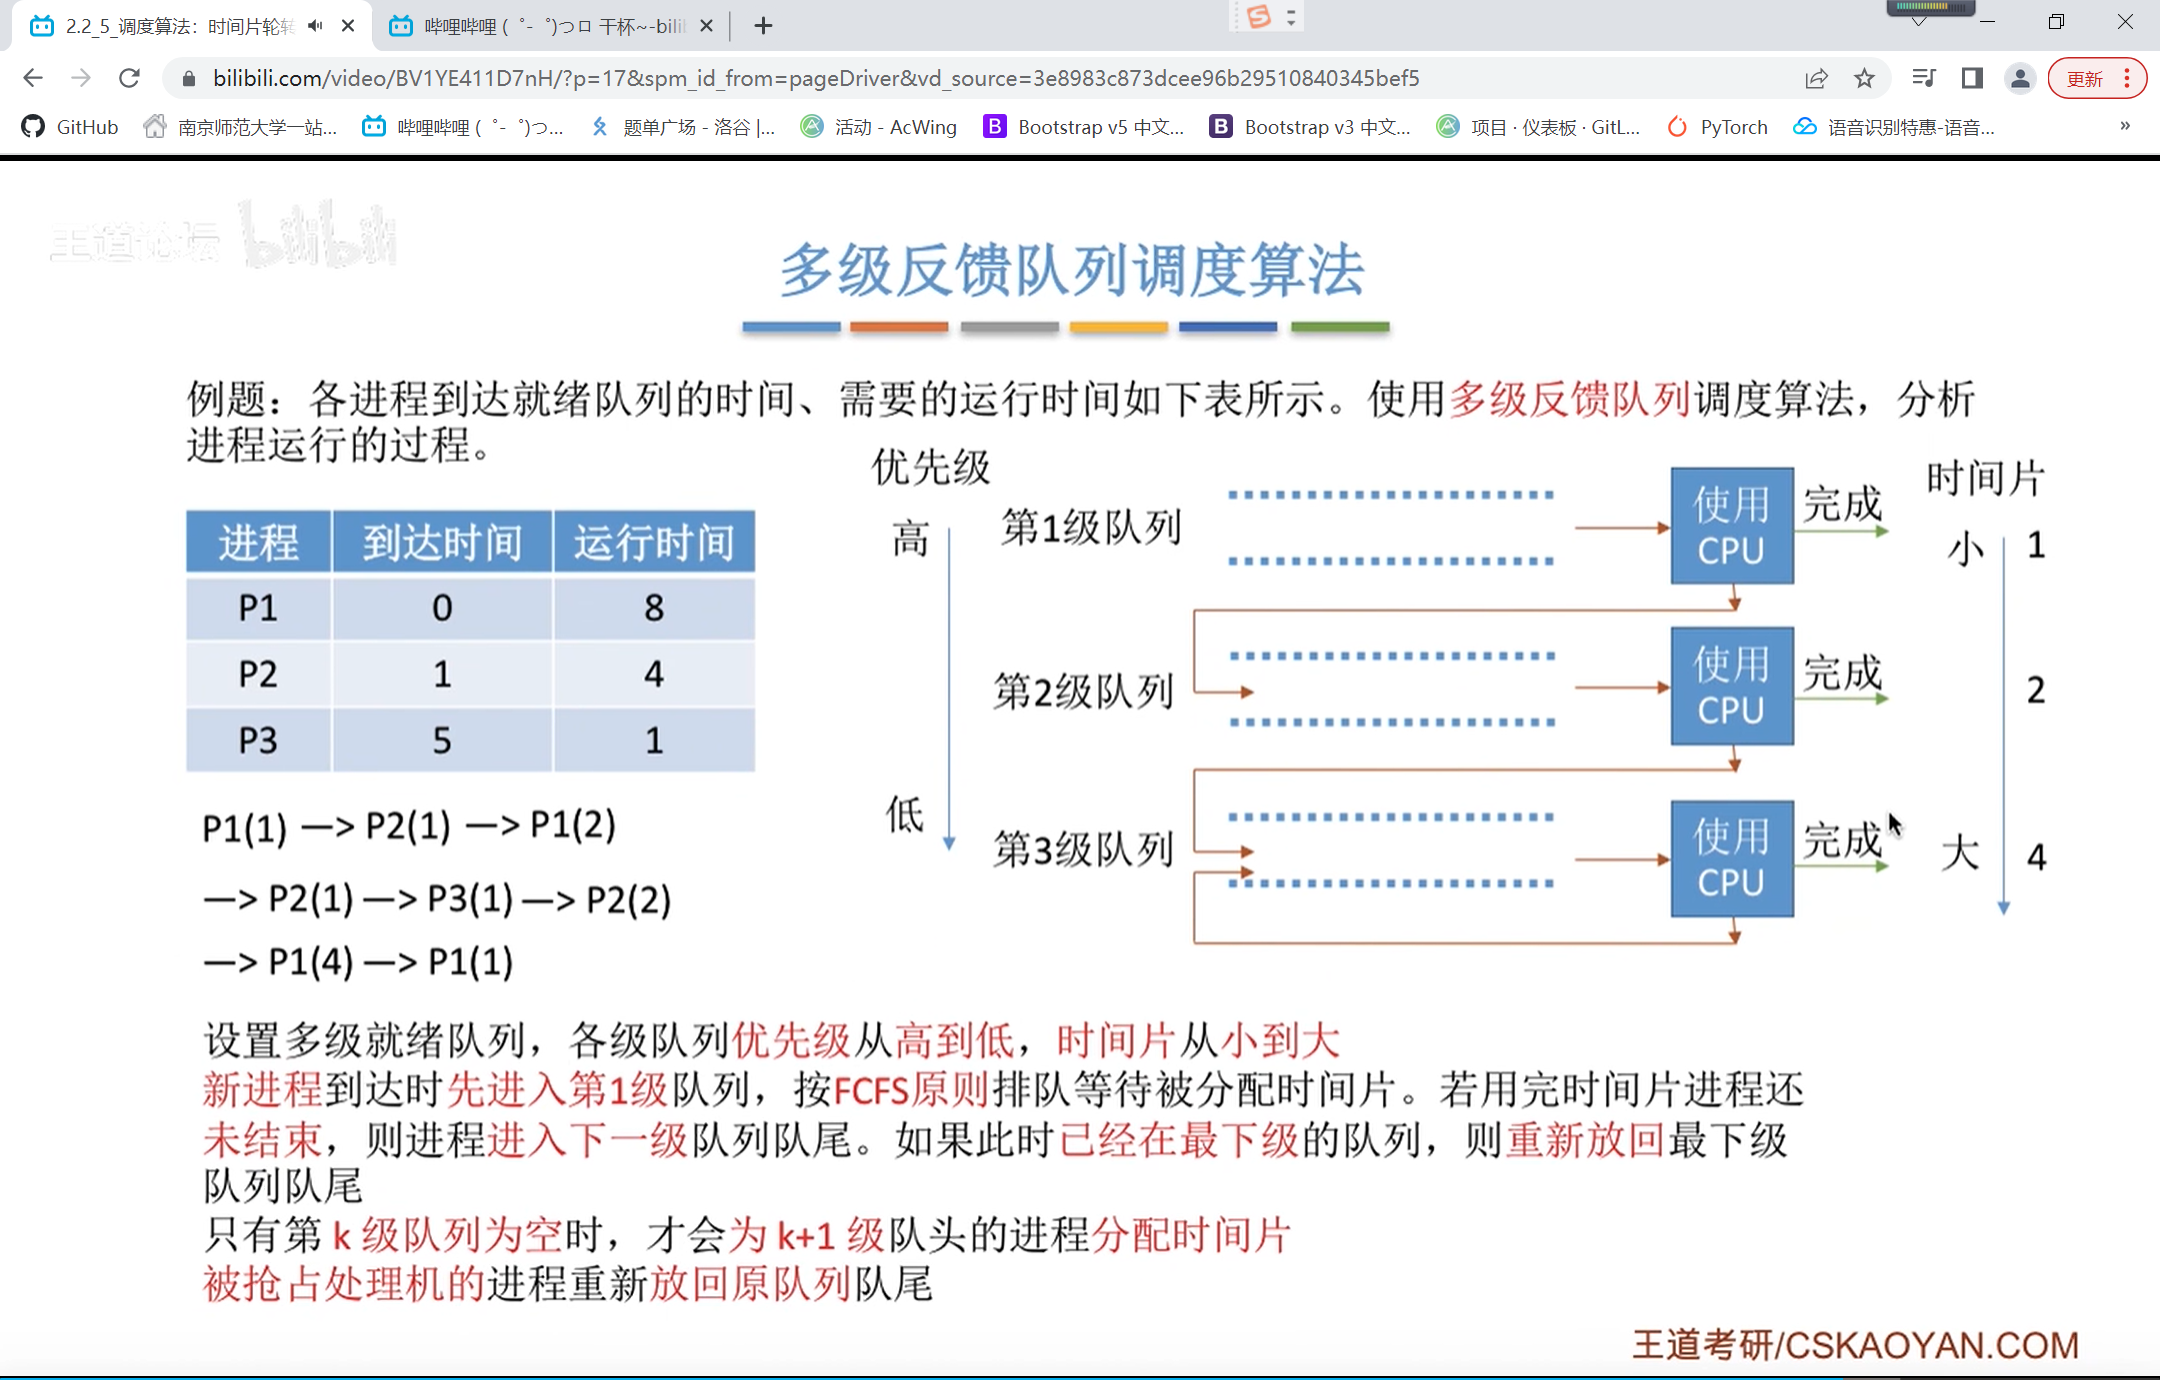 2.2_5_调度算法：时间片轮转
哔哩哔哩 (゜-゜)つロ 干杯~-bili
bilibili.com/video/BV1YE411D7nH/?p=17&spm_id_from=pageDriver&vd_source=3e8983c873dcee96b29510840345bef5
更新
GitHub
南京师范大学一站...
哔哩哔哩 (゜-゜)つ...
题单广场 - 洛谷 |...
活动 - AcWing
Bootstrap v5 中文...
Bootstrap v3 中文...
项目 · 仪表板 · GitL...
PyTorch
语音识别特惠-语音...
»
王道论坛 bilibili
多级反馈队列调度算法
例题：各进程到达就绪队列的时间、需要的运行时间如下表所示。使用多级反馈队列调度算法，分析
进程运行的过程。
进程 到达时间 运行时间
P1 0 8
P2 1 4
P3 5 1
P1(1) —> P2(1) —> P1(2)
—> P2(1) —> P3(1) —> P2(2)
—> P1(4) —> P1(1)
优先级
高
低
第1级队列
使用
CPU
完成
第2级队列
使用
CPU
完成
第3级队列
使用
CPU
完成
时间片
小 1
2
大 4
设置多级就绪队列，各级队列优先级从高到低，时间片从小到大
新进程到达时先进入第1级队列，按FCFS原则排队等待被分配时间片。若用完时间片进程还
未结束，则进程进入下一级队列队尾。如果此时已经在最下级的队列，则重新放回最下级
队列队尾
只有第 k 级队列为空时，才会为 k+1 级队头的进程分配时间片
被抢占处理机的进程重新放回原队列队尾
王道考研/CSKAOYAN.COM